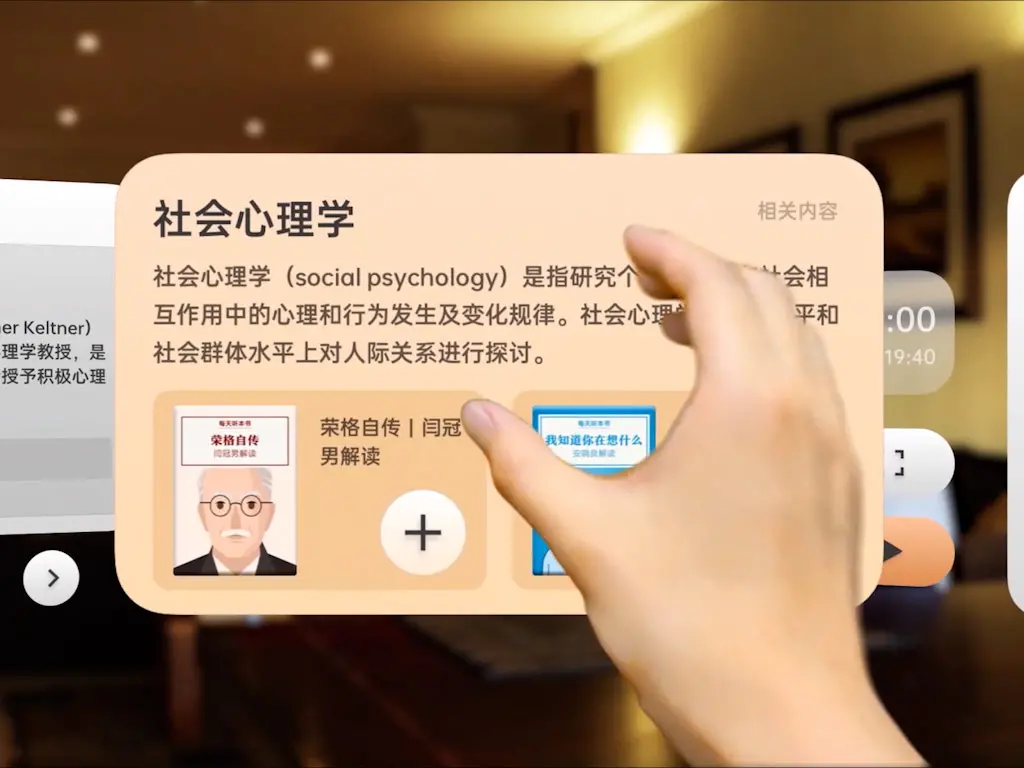 社会心理学
相关内容
社会心理学（social psychology）是指研究个 社会相
互作用中的心理和行为发生及变化规律。社会心理 平和
社会群体水平上对人际关系进行探讨。
er Keltner）
理学教授，是
授予积极心理
:00
19:40
每天听本书
荣格自传
闫冠男解读
荣格自传 | 闫冠
男解读
每天听本书
我知道你在想什么
安晓良解读